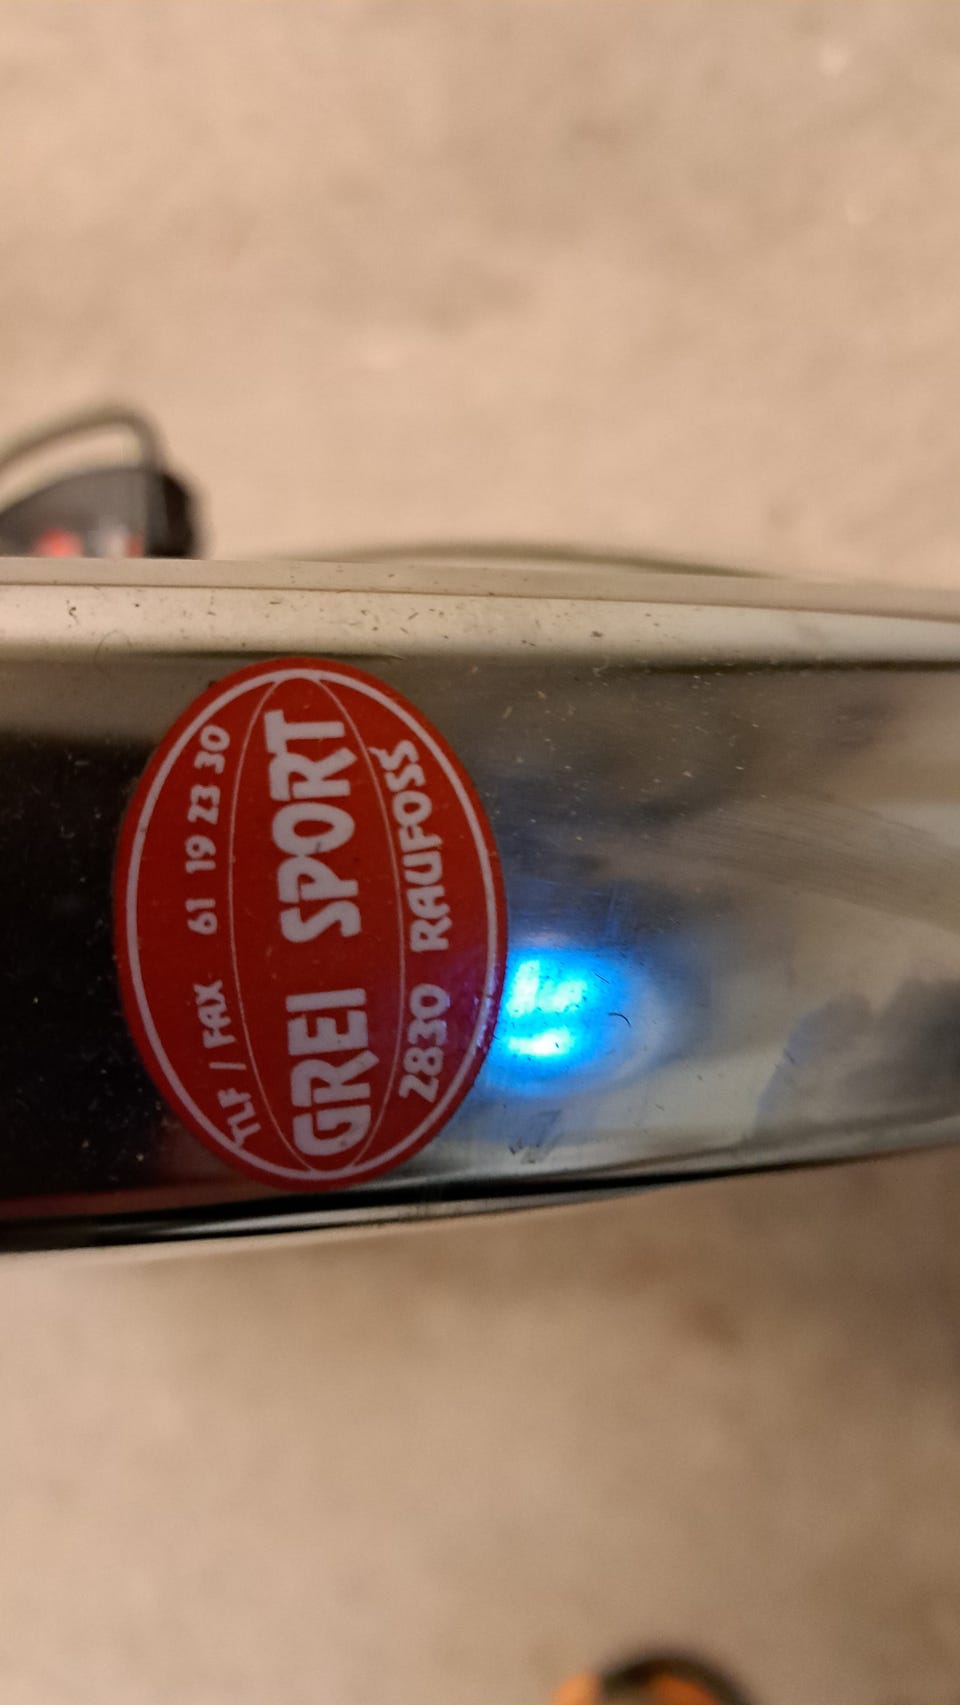 TLF / FAX 61 19 23 30
GREI SPORT
2830 RAUFOSS